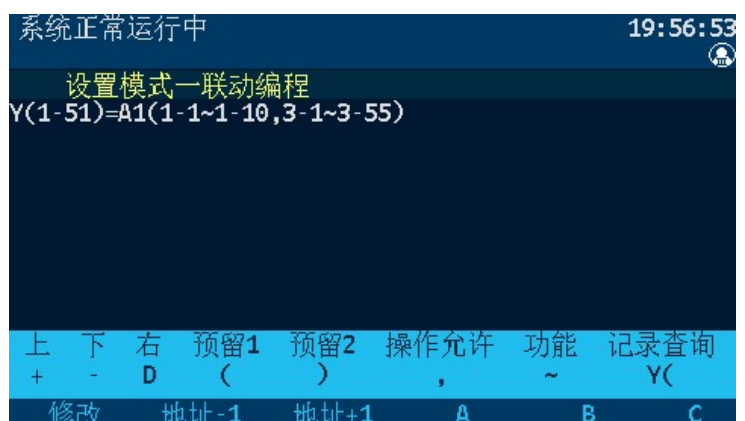 系统正常运行中 19:56:53
设置模式一联动编程
Y(1-51)=A1(1-1~1-10,3-1~3-55)
上 下 右 预留1 预留2 操作允许 功能 记录查询
+ - D ( ) , ~ Y(
修改 地址-1 地址+1 A B C